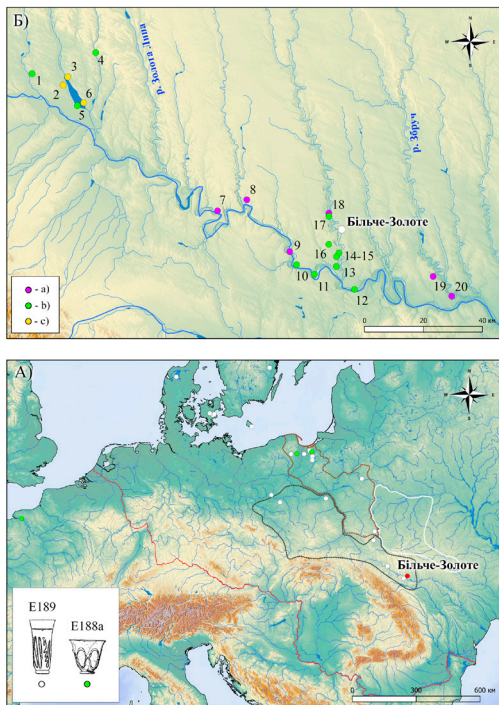 Б)
р. Золота Липа
р. Збруч
1
2
3
4
5
6
7
8
9
10
11
12
13
14-15
16
17
18
Більче-Золоте
19
20
- a)
- b)
- c)
0 20 40 км
А)
Більче-Золоте
E189 E188a
0 300 600 км